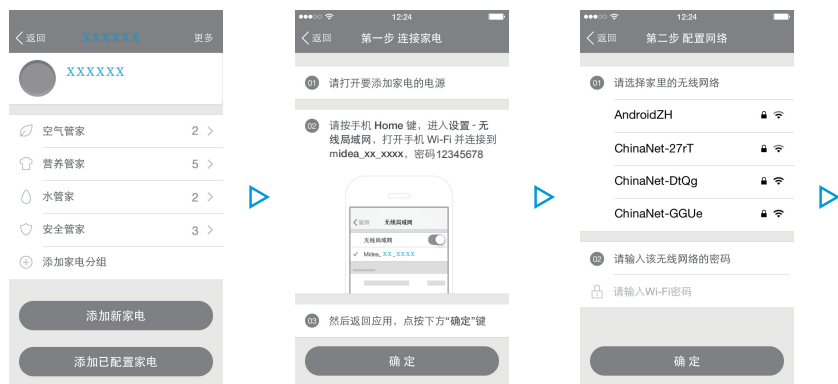 返回 XXXXXX 更多
XXXXXX
空气管家 2
营养管家 5
水管家 2
安全管家 3
添加家电分组
添加新家电
添加已配置家电
12:24
返回 第一步 连接家电
01 请打开要添加家电的电源
02 请按手机 Home 键，进入设置 - 无
线局域网，打开手机 Wi-Fi 并连接到
midea_xx_xxxx，密码12345678
返回 无线局域网
无线局域网
✓ Midea_ XX _ XXXX
03 然后返回应用，点按下方“确定”键
确 定
12:24
返回 第二步 配置网络
01 请选择家里的无线网络
AndroidZH
ChinaNet-27rT
ChinaNet-DtQg
ChinaNet-GGUe
02 请输入该无线网络的密码
请输入Wi-Fi密码
确 定